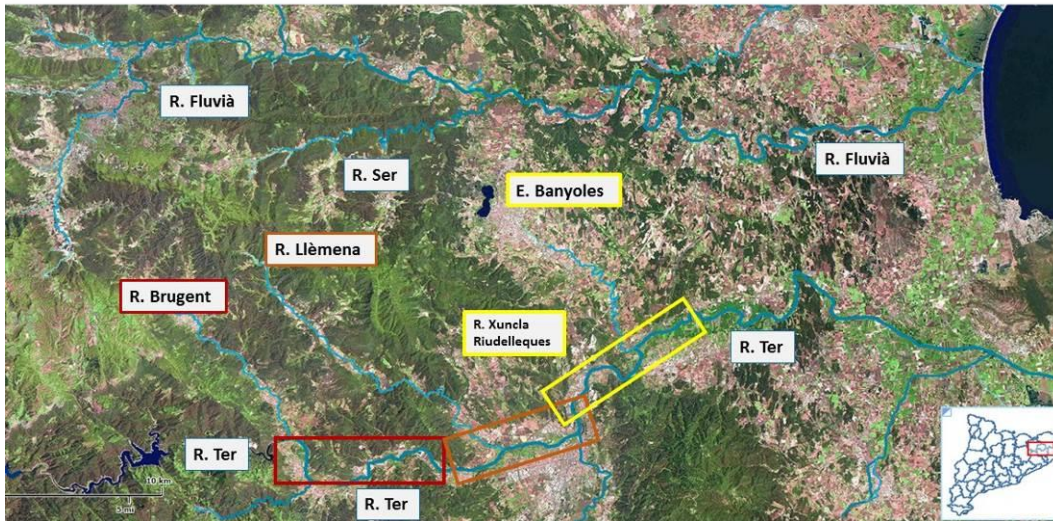 R. Fluvià
R. Ser
R. Fluvià
E. Banyoles
R. Llèmena
R. Brugent
R. Xuncla
Riudelleques
R. Ter
R. Ter
R. Ter
10 km
5 mi